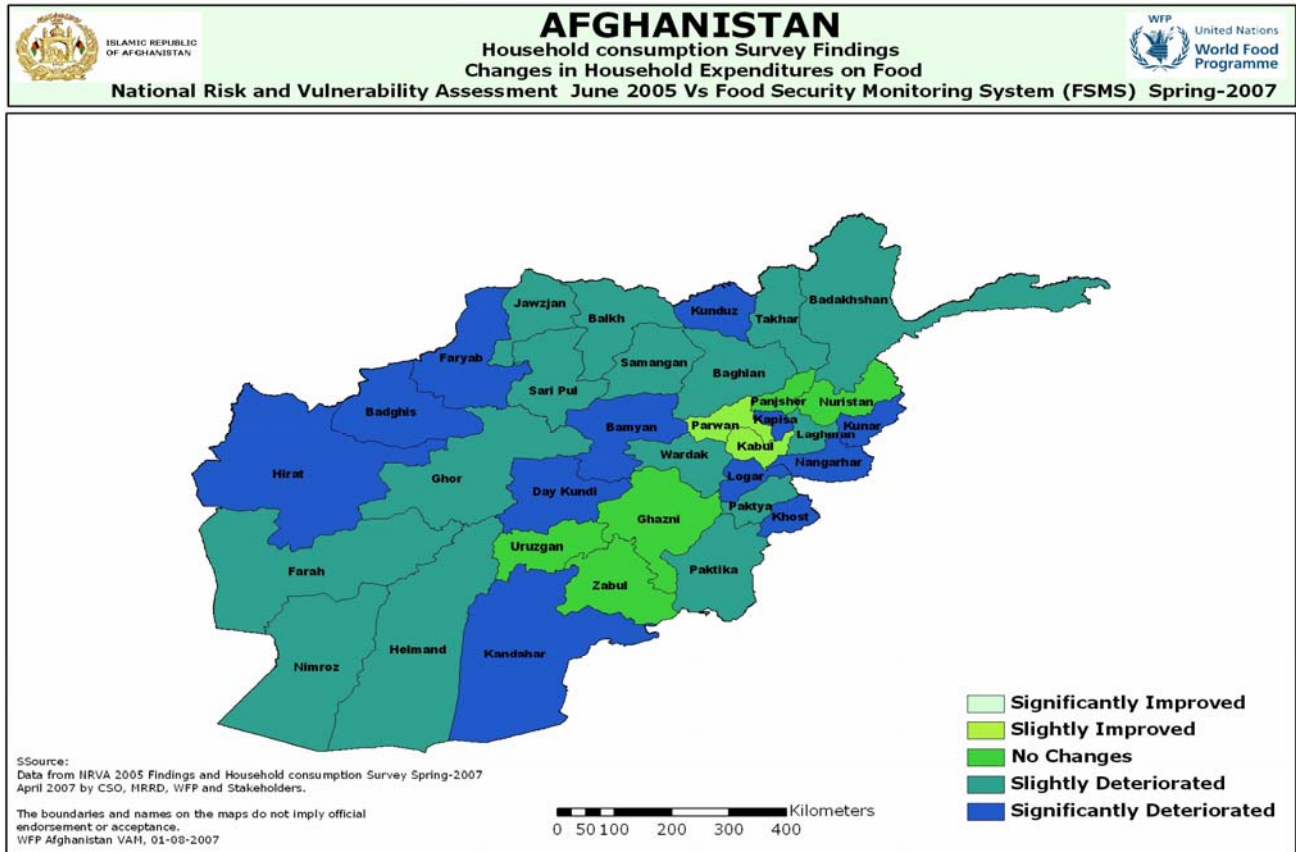 ISLAMIC REPUBLIC
OF AFGHANISTAN
AFGHANISTAN
Household consumption Survey Findings
Changes in Household Expenditures on Food
National Risk and Vulnerability Assessment June 2005 Vs Food Security Monitoring System (FSMS) Spring-2007
WFP
United Nations
World Food
Programme
Jawzjan
Balkh
Kunduz
Takhar
Badakhshan
Faryab
Samangan
Baghlan
Sari Pul
Panjsher
Nuristan
Badghis
Bamyan
Parwan
Kapisa
Kunar
Laghman
Kabul
Wardak
Nangarhar
Hirat
Ghor
Day Kundi
Logar
Paktya
Khost
Ghazni
Uruzgan
Farah
Zabul
Paktika
Helmand
Kandahar
Nimroz
Significantly Improved
Slightly Improved
No Changes
Slightly Deteriorated
Significantly Deteriorated
SSource:
Data from NRVA 2005 Findings and Household consumption Survey Spring-2007
April 2007 by CSO, MRRD, WFP and Stakeholders.
The boundaries and names on the maps do not imply official
endorsement or acceptance.
WFP Afghanistan VAM, 01-08-2007
Kilometers
0 50 100 200 300 400